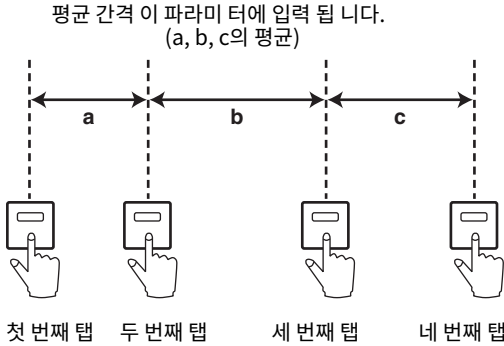 평균 간격 이 파라미 터에 입력 됩 니다.
(a, b, c의 평균)
a b c
첫 번째 탭 두 번째 탭 세 번째 탭 네 번째 탭